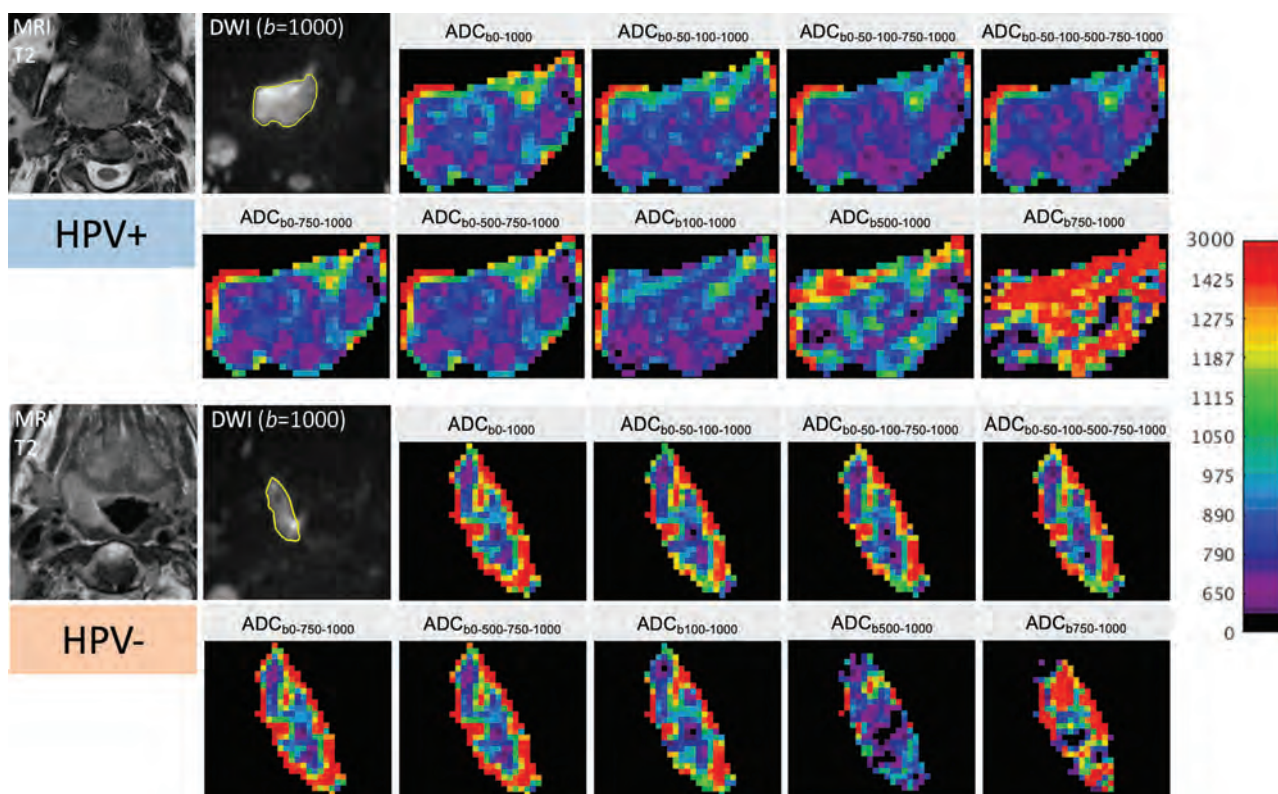 MRI
T2
DWI (b=1000)
ADCb0-1000
ADCb0-50-100-1000
ADCb0-50-100-750-1000
ADCb0-50-100-500-750-1000
HPV+
ADCb0-750-1000
ADCb0-500-750-1000
ADCb100-1000
ADCb500-1000
ADCb750-1000
MRI
T2
DWI (b=1000)
ADCb0-1000
ADCb0-50-100-1000
ADCb0-50-100-750-1000
ADCb0-50-100-500-750-1000
HPV-
ADCb0-750-1000
ADCb0-500-750-1000
ADCb100-1000
ADCb500-1000
ADCb750-1000
3000
1425
1275
1187
1115
1050
975
890
790
650
0